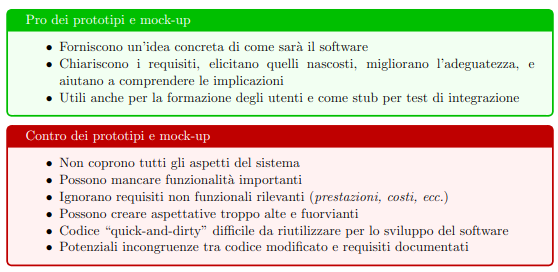 Pro dei prototipi e mock-up
• Forniscono un'idea concreta di come sarà il software
• Chiariscono i requisiti, elicitano quelli nascosti, migliorano l'adeguatezza, e
aiutano a comprendere le implicazioni
• Utili anche per la formazione degli utenti e come stub per test di integrazione
Contro dei prototipi e mock-up
• Non coprono tutti gli aspetti del sistema
• Possono mancare funzionalità importanti
• Ignorano requisiti non funzionali rilevanti (prestazioni, costi, ecc.)
• Possono creare aspettative troppo alte e fuorvianti
• Codice “quick-and-dirty” difficile da riutilizzare per lo sviluppo del software
• Potenziali incongruenze tra codice modificato e requisiti documentati